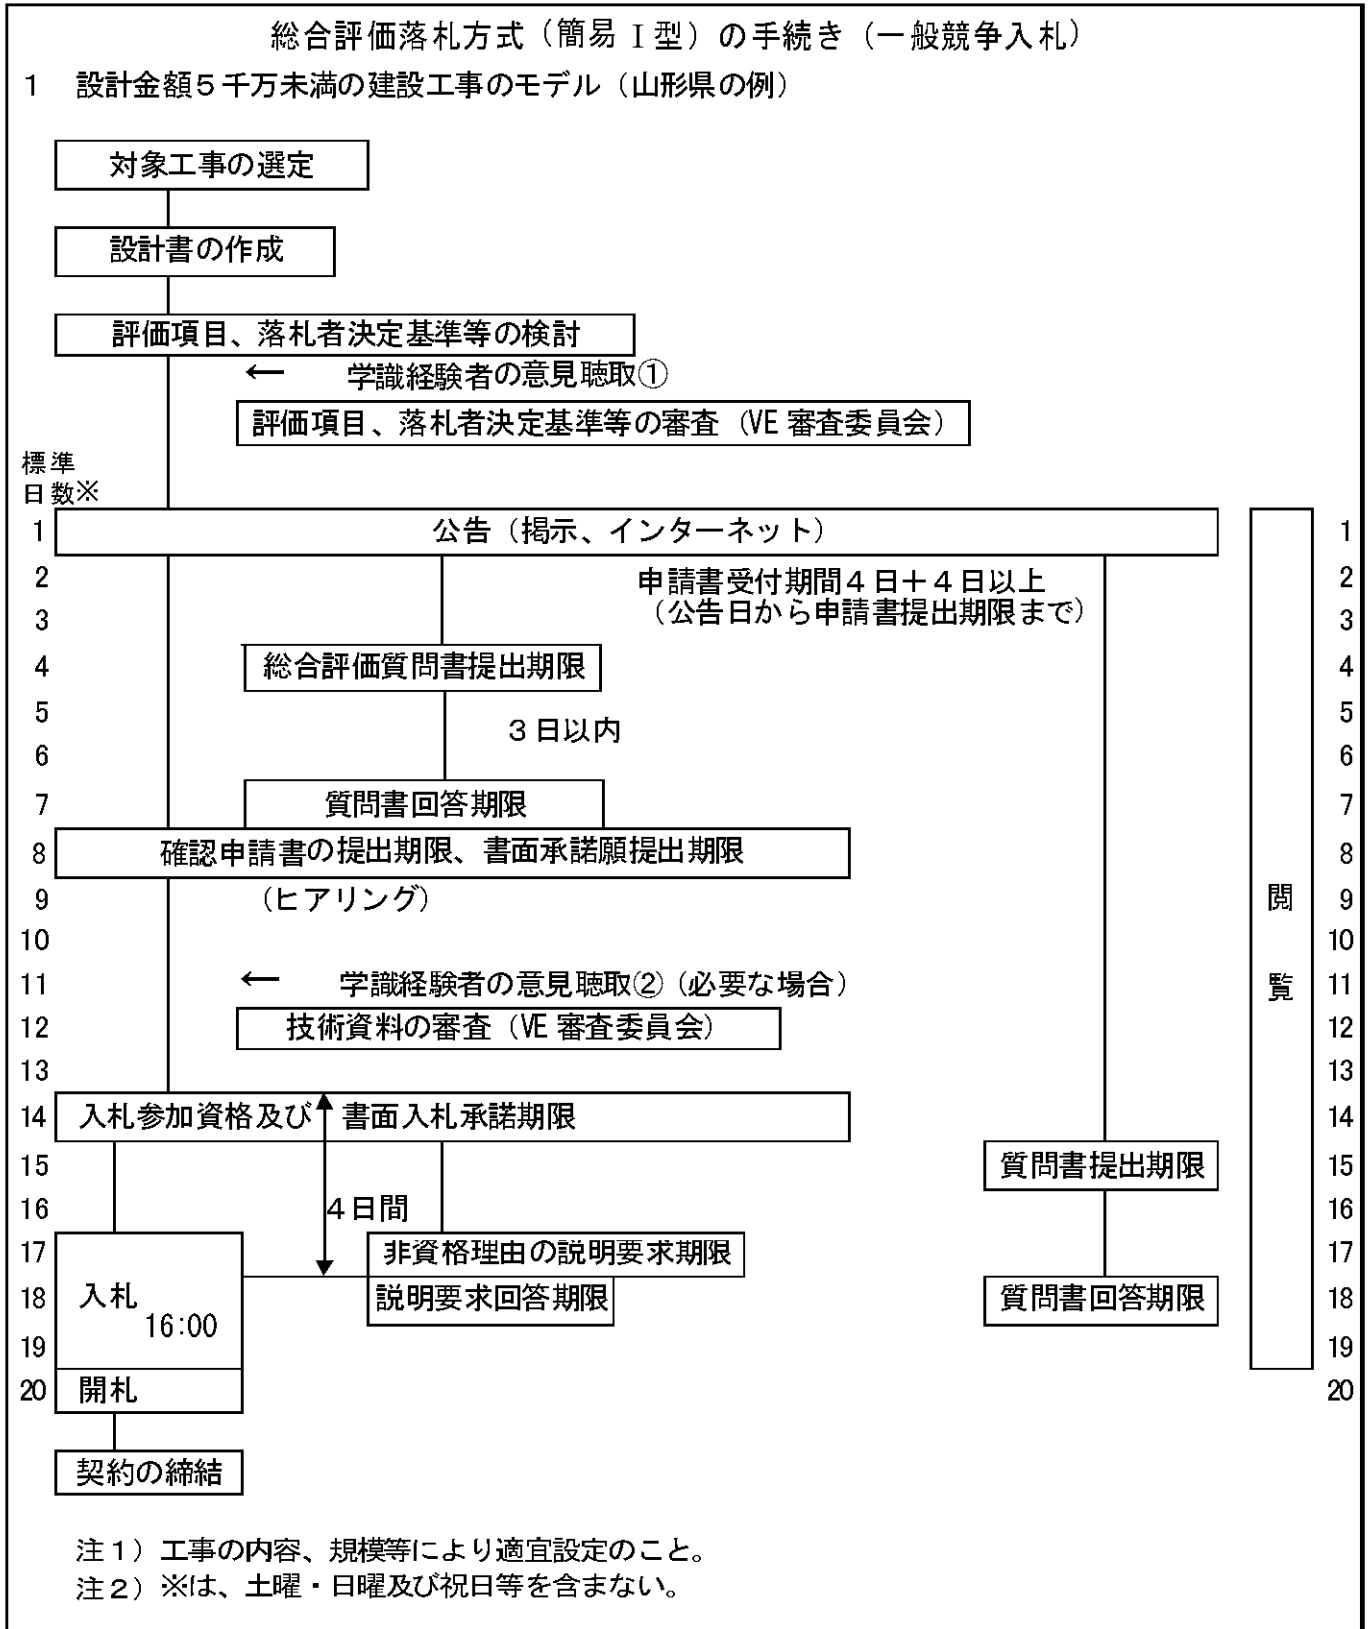 総合評価落札方式（簡易Ⅰ型）の手続き（一般競争入札）
1 設計金額５千万未満の建設工事のモデル（山形県の例）
対象工事の選定
設計書の作成
評価項目、落札者決定基準等の検討
← 学識経験者の意見聴取①
評価項目、落札者決定基準等の審査（VE 審査委員会）
標準
日数※
1 公告（掲示、インターネット） 1
2 申請書受付期間４日＋４日以上 2
3 （公告日から申請書提出期限まで） 3
4 総合評価質問書提出期限 4
5 5
３日以内
6 6
7 質問書回答期限 7
8 確認申請書の提出期限、書面承諾願提出期限 8
9 （ヒアリング） 閲 9
10 10
11 ← 学識経験者の意見聴取②（必要な場合） 覧 11
12 技術資料の審査（VE 審査委員会） 12
13 13
14 入札参加資格及び 書面入札承諾期限 14
15 質問書提出期限 15
16 ４日間 16
17 非資格理由の説明要求期限 17
18 入札 説明要求回答期限 質問書回答期限 18
16:00
19 19
20 開札 20
契約の締結
注１）工事の内容、規模等により適宜設定のこと。
注２）※は、土曜・日曜及び祝日等を含まない。